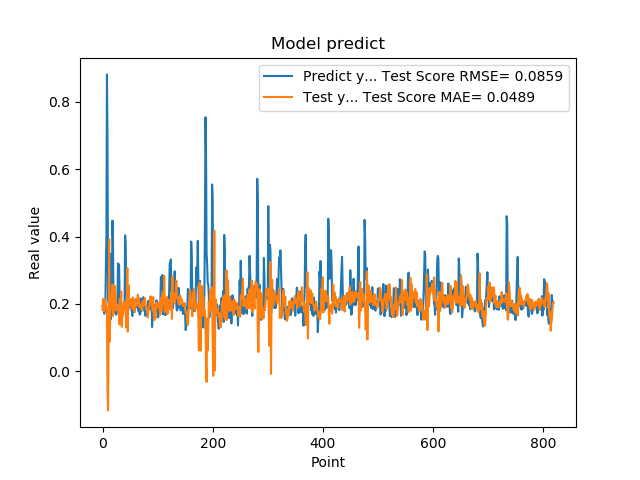 Model predict
Predict y... Test Score RMSE= 0.0859
Test y... Test Score MAE= 0.0489
Real value
0.8
0.6
0.4
0.2
0.0
0 200 400 600 800
Point